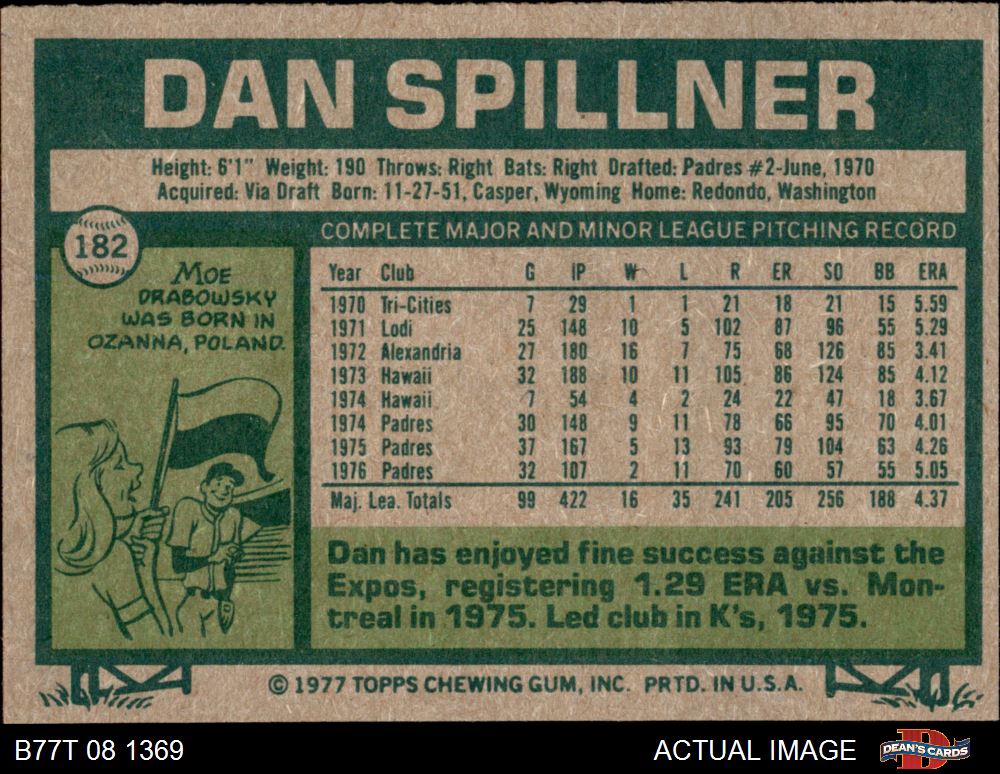 DAN SPILLNER
Height: 6'1" Weight: 190 Throws: Right Bats: Right Drafted: Padres #2-June, 1970
Acquired: Via Draft Born: 11-27-51, Casper, Wyoming Home: Redondo, Washington
182
MOE
DRABOWSKY
WAS BORN IN
OZANNA, POLAND.
COMPLETE MAJOR AND MINOR LEAGUE PITCHING RECORD
Year Club G IP W L R ER SO BB ERA
1970 Tri-Cities 7 29 1 1 21 18 21 15 5.59
1971 Lodi 25 148 10 5 102 87 96 55 5.29
1972 Alexandria 27 180 16 7 75 68 126 85 3.41
1973 Hawaii 32 188 10 11 105 86 124 85 4.12
1974 Hawaii 7 54 4 2 24 22 47 18 3.67
1974 Padres 30 148 9 11 78 66 95 70 4.01
1975 Padres 37 167 5 13 93 79 104 63 4.26
1976 Padres 32 107 2 11 70 60 57 55 5.05
Maj. Lea. Totals 99 422 16 35 241 205 256 188 4.37
Dan has enjoyed fine success against the
Expos, registering 1.29 ERA vs. Mon-
treal in 1975. Led club in K's, 1975.
© 1977 TOPPS CHEWING GUM, INC. PRTD. IN U.S.A.
B77T 08 1369 ACTUAL IMAGE DEAN'S CARDS